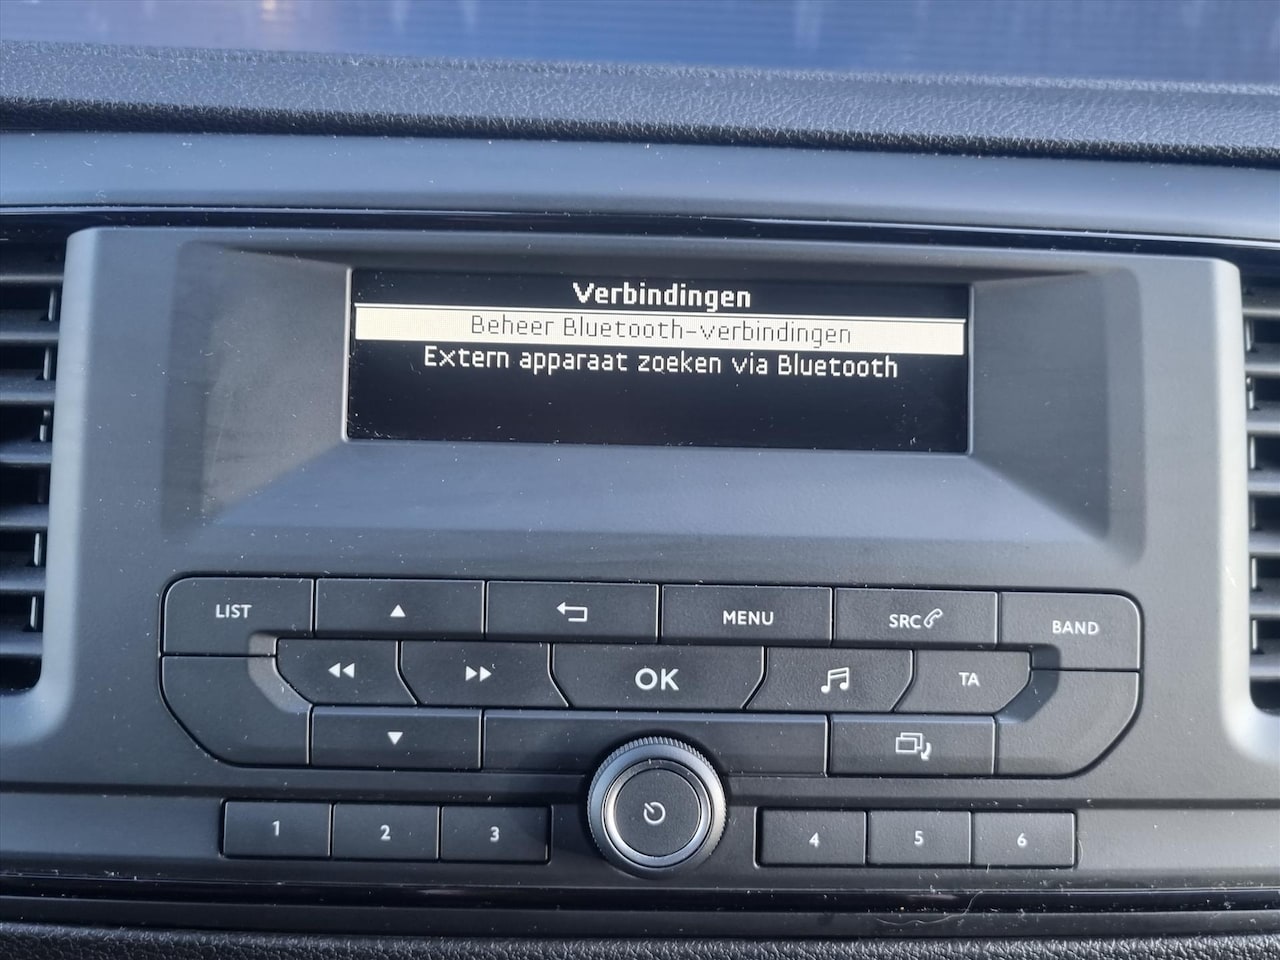 Verbindingen
Beheer Bluetooth-verbindingen
Extern apparaat zoeken via Bluetooth
LIST
MENU
SRC
BAND
OK
TA
1
2
3
4
5
6